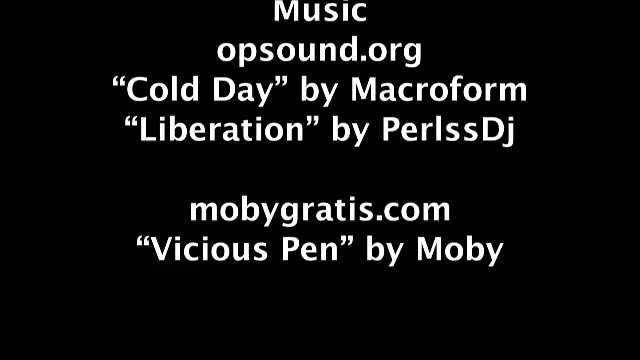 Music
opsound.org
“Cold Day” by Macroform
“Liberation” by PerlssDj
mobygratis.com
“Vicious Pen” by Moby